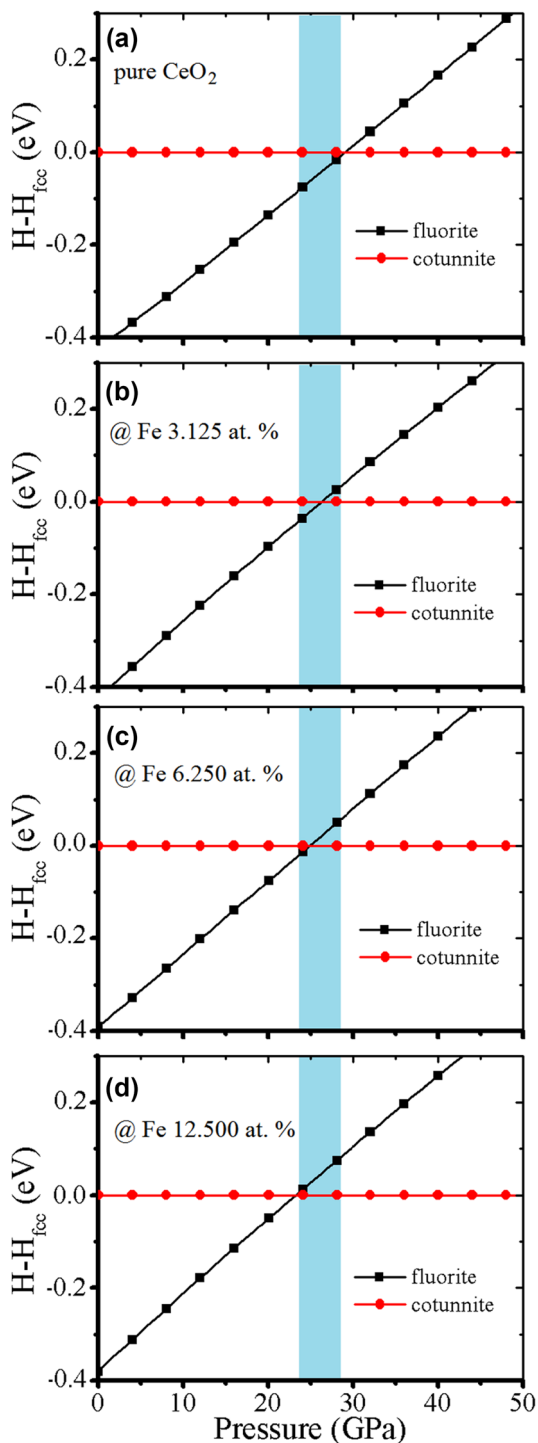 (a)
pure CeO2
0.2
0.0
-0.2
-0.4
H-Hfcc (eV)
fluorite
cotunnite
(b)
@ Fe 3.125 at. %
0.2
0.0
-0.2
-0.4
H-Hfcc (eV)
fluorite
cotunnite
(c)
@ Fe 6.250 at. %
0.2
0.0
-0.2
-0.4
H-Hfcc (eV)
fluorite
cotunnite
(d)
@ Fe 12.500 at. %
0.2
0.0
-0.2
-0.4
H-Hfcc (eV)
fluorite
cotunnite
0 10 20 30 40 50
Pressure (GPa)